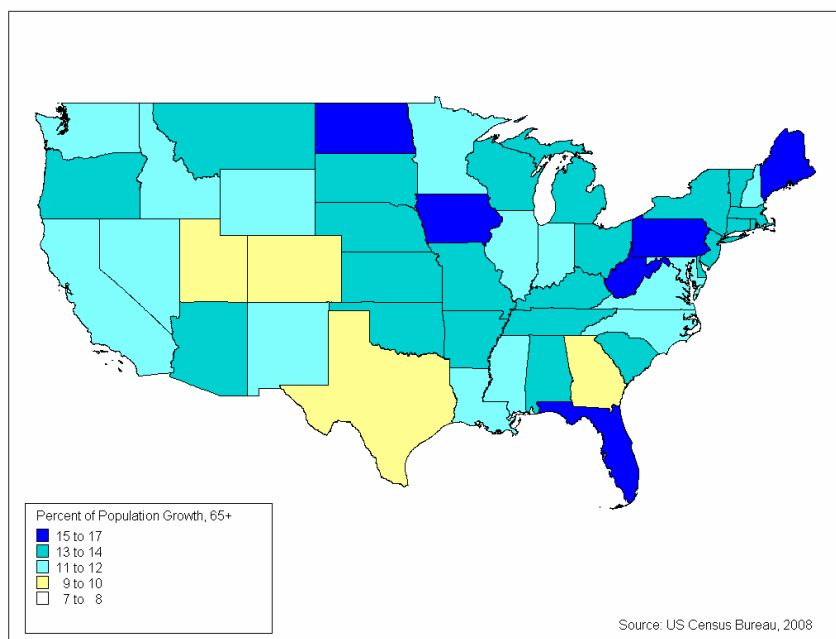 Percent of Population Growth, 65+
15 to 17
13 to 14
11 to 12
9 to 10
7 to 8
Source: US Census Bureau, 2008